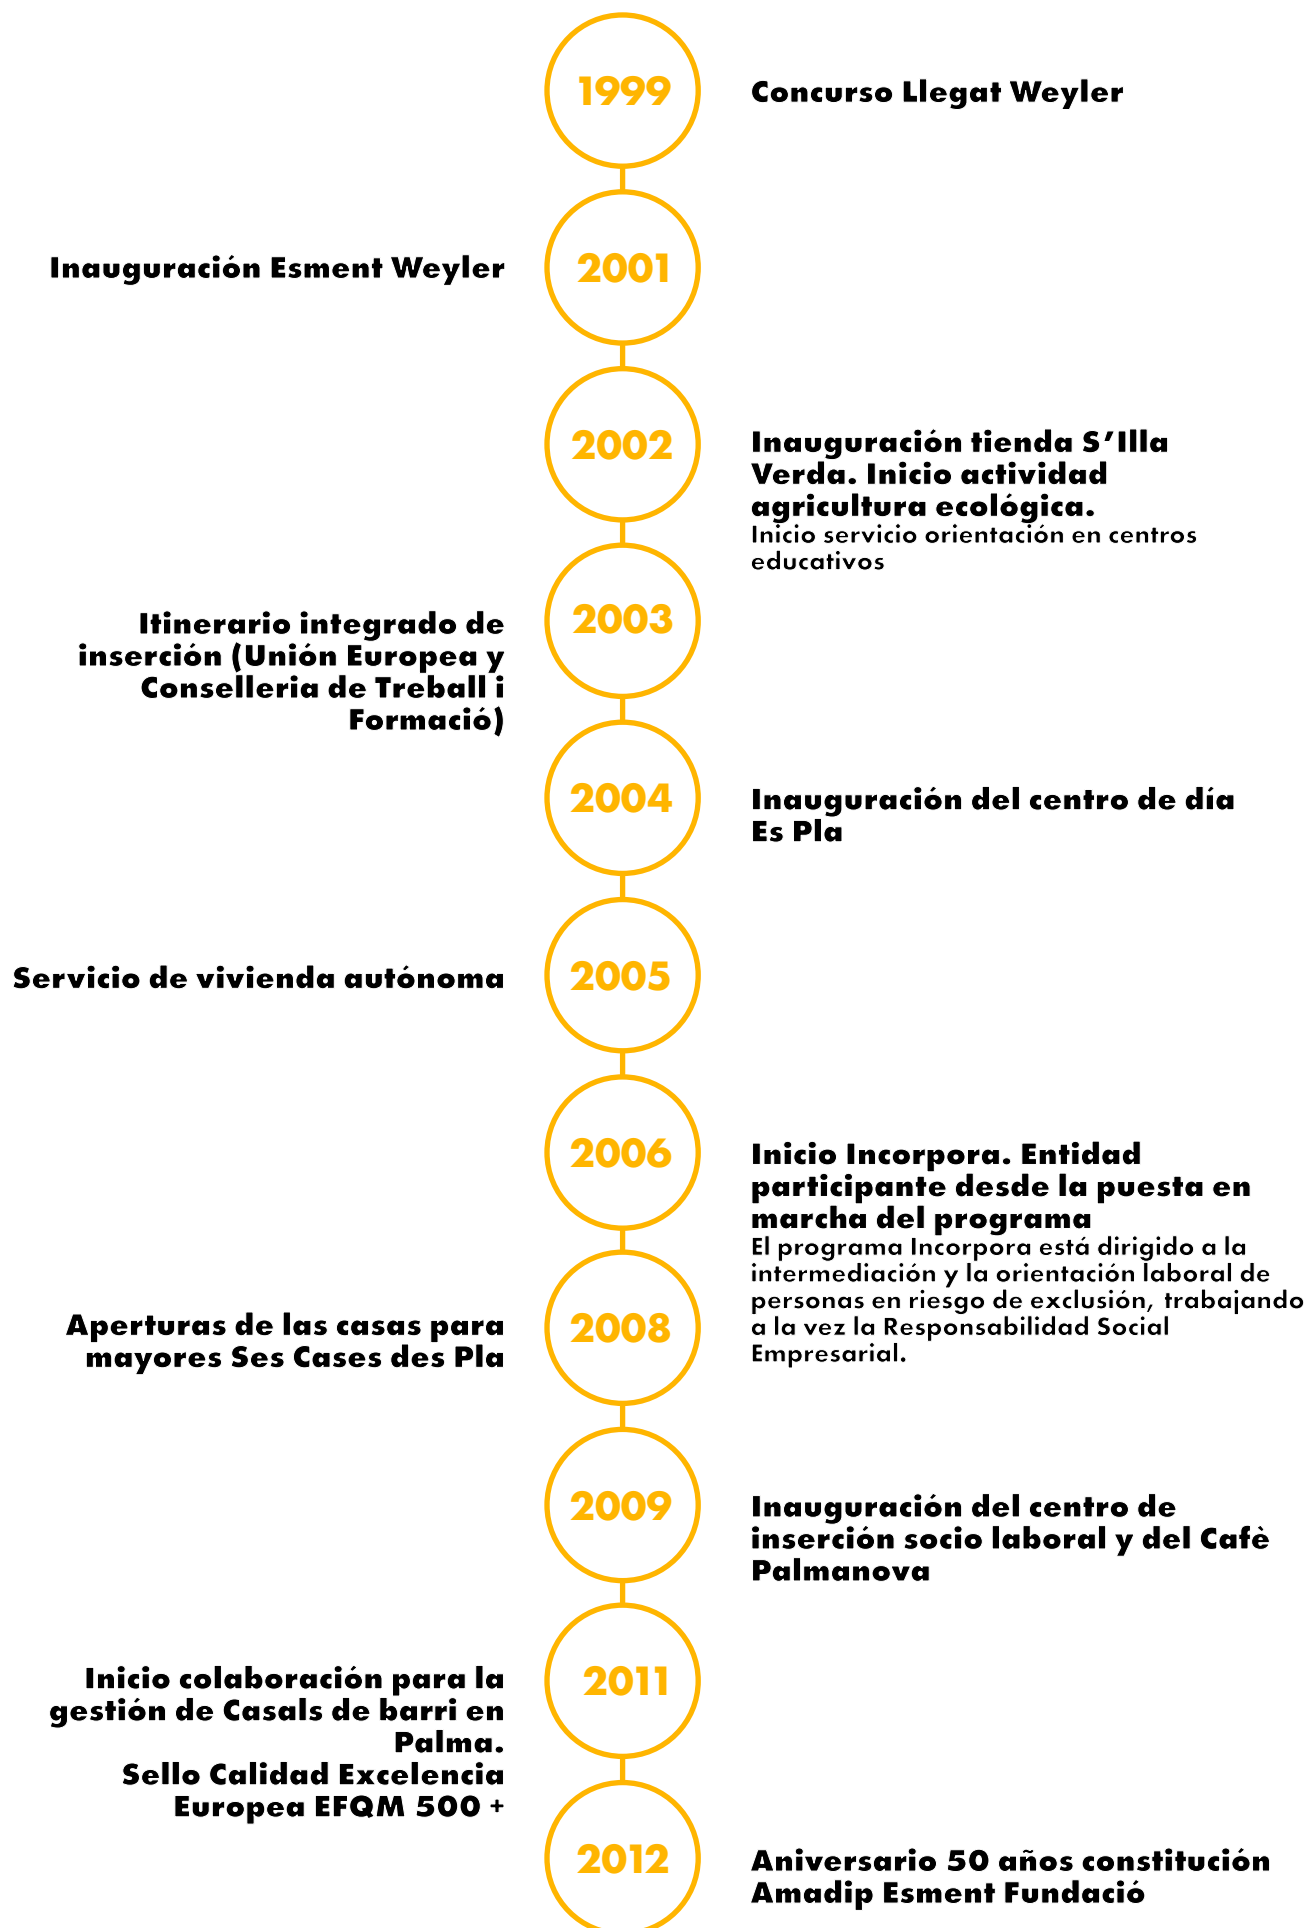 1999
Concurso Llegat Weyler
Inauguración Esment Weyler
2001
2002
Inauguración tienda S’Illa
Verda. Inicio actividad
agricultura ecológica.
Inicio servicio orientación en centros
educativos
2003
Itinerario integrado de
inserción (Unión Europea y
Conselleria de Treball i
Formació)
2004
Inauguración del centro de día
Es Pla
Servicio de vivienda autónoma
2005
2006
Inicio Incorpora. Entidad
participante desde la puesta en
marcha del programa
El programa Incorpora está dirigido a la
intermediación y la orientación laboral de
personas en riesgo de exclusión, trabajando
a la vez la Responsabilidad Social
Empresarial.
Aperturas de las casas para
mayores Ses Cases des Pla
2008
2009
Inauguración del centro de
inserción socio laboral y del Cafè
Palmanova
2011
Inicio colaboración para la
gestión de Casals de barri en
Palma.
Sello Calidad Excelencia
Europea EFQM 500 +
2012
Aniversario 50 años constitución
Amadip Esment Fundació